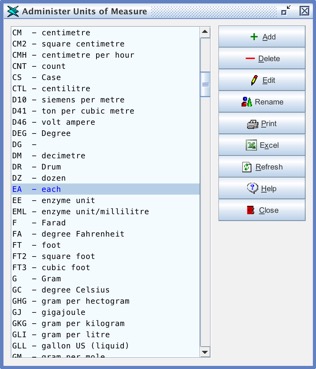 Administer Units of Measure
CM - centimetre
CM2 - square centimetre
CMH - centimetre per hour
CNT - count
CS - Case
CTL - centilitre
D10 - siemens per metre
D41 - ton per cubic metre
D46 - volt ampere
DEG - Degree
DG -
DM - decimetre
DR - Drum
DZ - dozen
EA - each
EE - enzyme unit
EML - enzyme unit/millilitre
F - Farad
FA - degree Fahrenheit
FT - foot
FT2 - square foot
FT3 - cubic foot
G - Gram
GC - degree Celsius
GHG - gram per hectogram
GJ - gigajoule
GKG - gram per kilogram
GLI - gram per litre
GLL - gallon US (liquid)
GM - gram per mole
Add
Delete
Edit
Rename
Print
Excel
Refresh
Help
Close